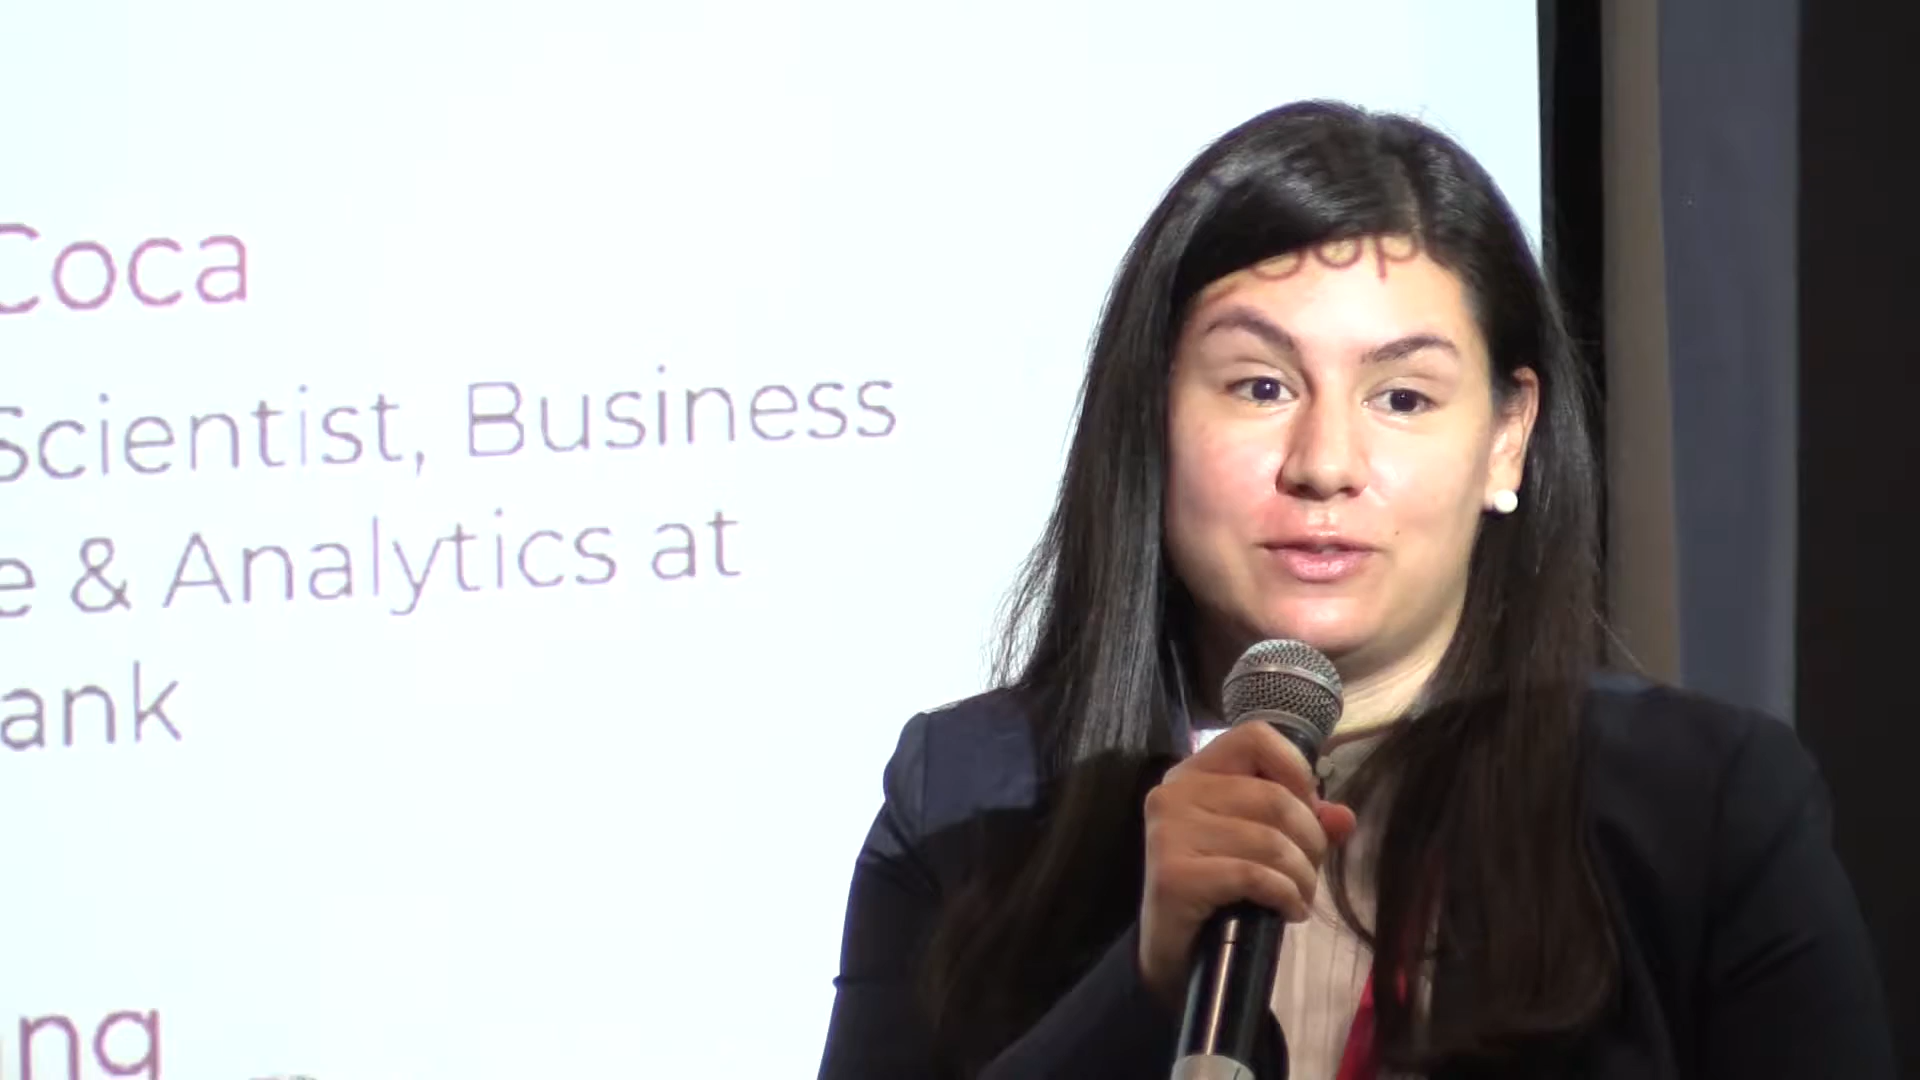 Coca
Scientist, Business
e & Analytics at
ank
ng